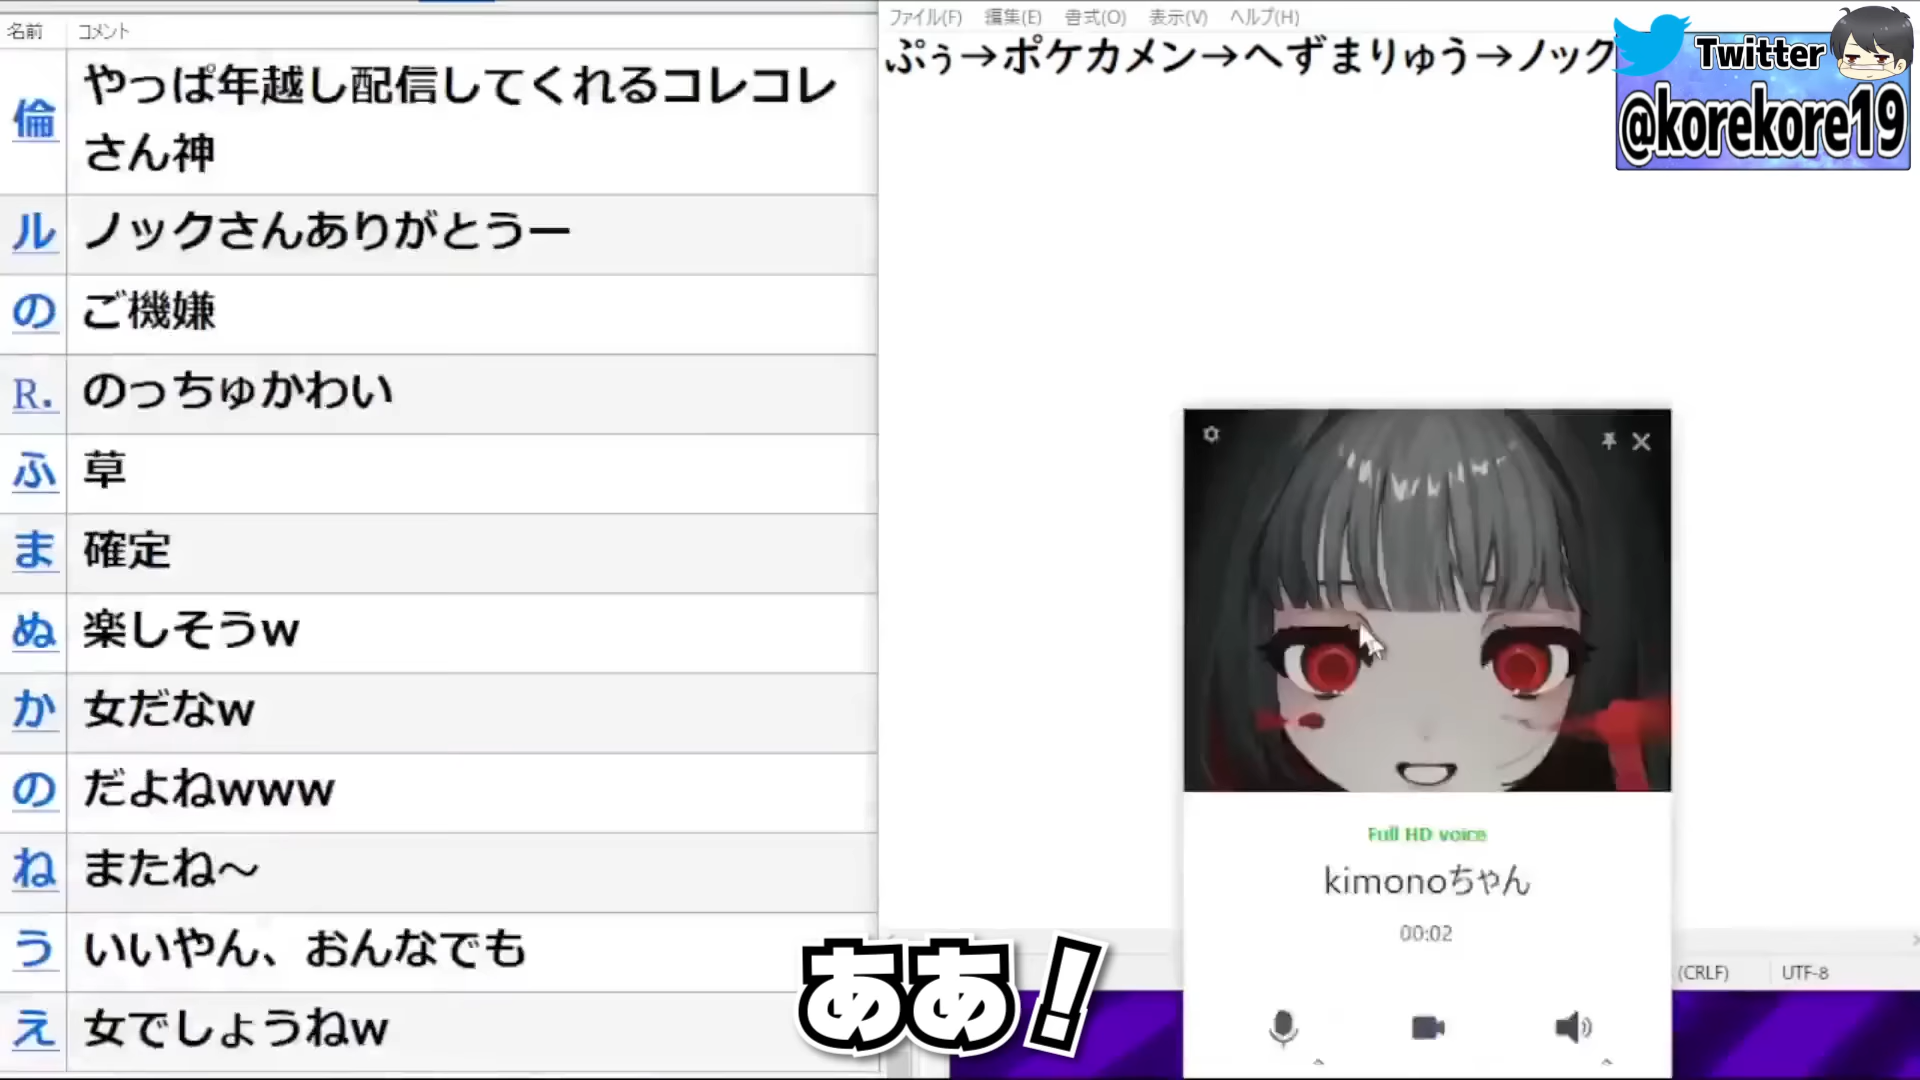 名前 コメント
倫 やっぱ年越し配信してくれるコレコレ
さん神
ル ノックさんありがとうー
の ご機嫌
R. のっちゅかわい
ふ 草
ま 確定
ぬ 楽しそうw
か 女だなw
の だよねwww
ね またね～
う いいやん、おんなでも
え 女でしょうねw
ファイル(F) 編集(E) 書式(O) 表示(V) ヘルプ(H)
ぷぅ→ポケカメン→へずまりゅう→ノック
Twitter
@korekore19
Full HD voice
kimonoちゃん
00:02
(CRLF) UTF-8
ああ！